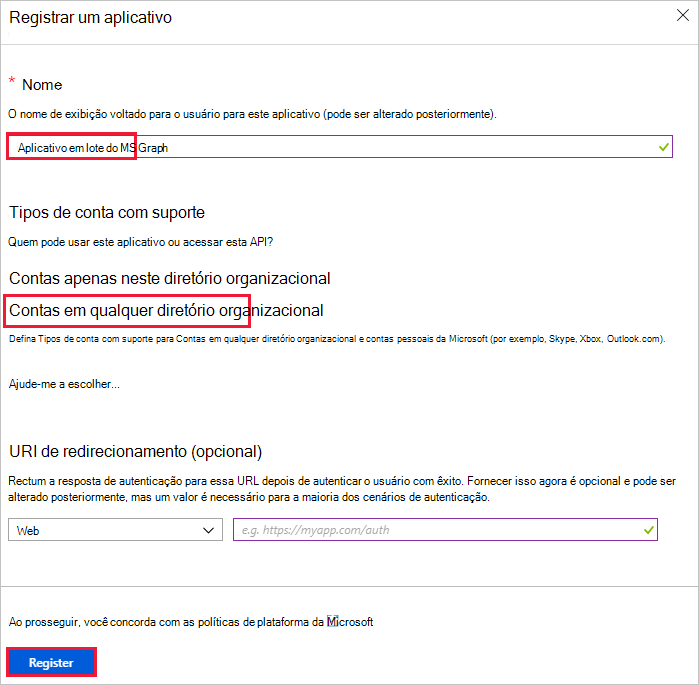 Registrar um aplicativo
* Nome
O nome de exibição voltado para o usuário para este aplicativo (pode ser alterado posteriormente).
Aplicativo em lote do MS Graph
Tipos de conta com suporte
Quem pode usar este aplicativo ou acessar esta API?
Contas apenas neste diretório organizacional
Contas em qualquer diretório organizacional
Defina Tipos de conta com suporte para Contas em qualquer diretório organizacional e contas pessoais da Microsoft (por exemplo, Skype, Xbox, Outlook.com).
Ajude-me a escolher...
URI de redirecionamento (opcional)
Rectum a resposta de autenticação para essa URL depois de autenticar o usuário com êxito. Fornecer isso agora é opcional e pode ser
alterado posteriormente, mas um valor é necessário para a maioria dos cenários de autenticação.
Web e.g. https://myapp.com/auth
Ao prosseguir, você concorda com as políticas de plataforma da Microsoft
Register